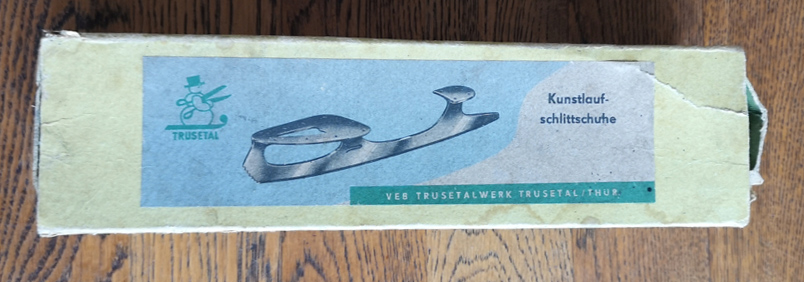 TRUSETAL
Kunstlauf-
schlittschuhe
VEB TRUSETALWERK TRUSETAL/THÜR.